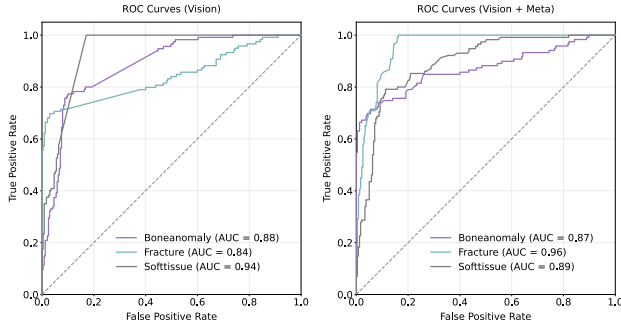 ROC Curves (Vision)
True Positive Rate
1.0
0.8
0.6
0.4
0.2
0.0
Boneanomaly (AUC = 0.88)
Fracture (AUC = 0.84)
Softtissue (AUC = 0.94)
0.0 0.2 0.4 0.6 0.8 1.0
False Positive Rate
ROC Curves (Vision + Meta)
True Positive Rate
1.0
0.8
0.6
0.4
0.2
0.0
Boneanomaly (AUC = 0.87)
Fracture (AUC = 0.96)
Softtissue (AUC = 0.89)
0.0 0.2 0.4 0.6 0.8 1.0
False Positive Rate